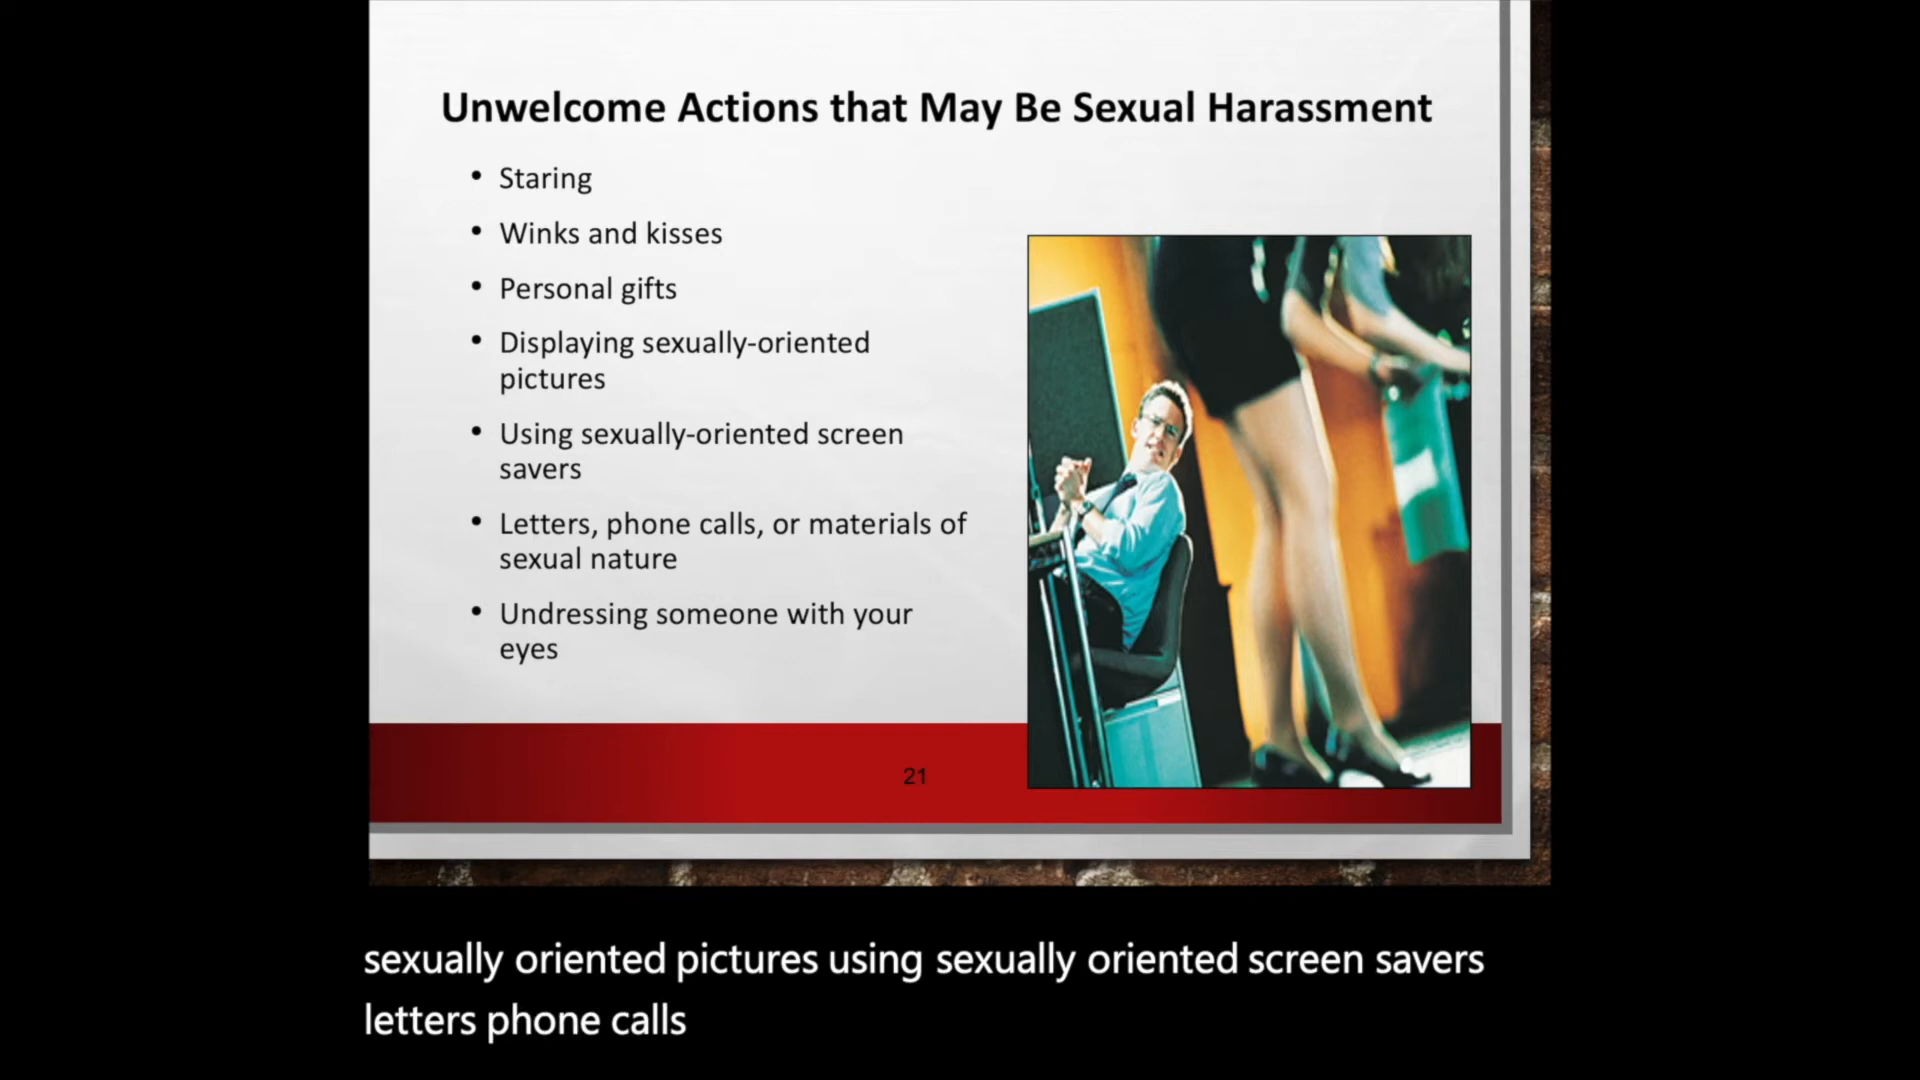 Unwelcome Actions that May Be Sexual Harassment
• Staring
• Winks and kisses
• Personal gifts
• Displaying sexually-oriented
pictures
• Using sexually-oriented screen
savers
• Letters, phone calls, or materials of
sexual nature
• Undressing someone with your
eyes
21
sexually oriented pictures using sexually oriented screen savers
letters phone calls